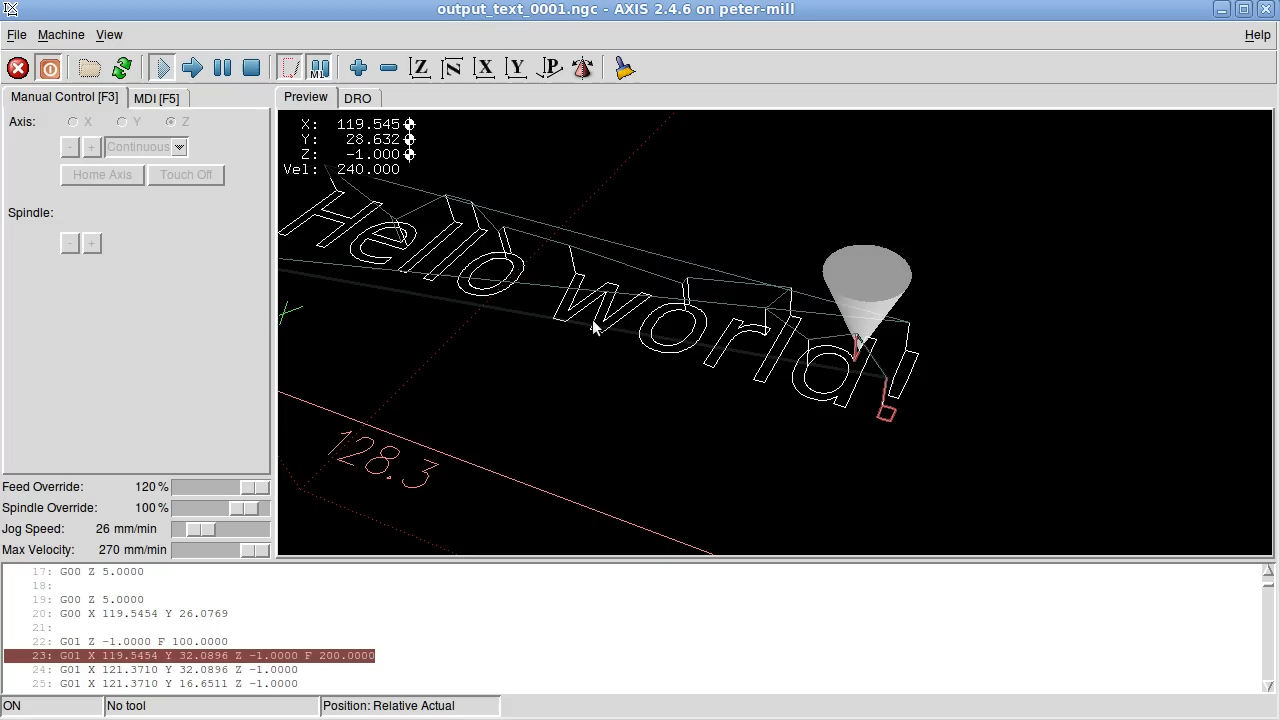 output_text_0001.ngc - AXIS 2.4.6 on peter-mill
File Machine View Help
Z N X Y P
M1
Manual Control [F3] MDI [F5] Preview DRO
Axis: X Y Z
- + Continuous
Home Axis Touch Off
Spindle:
- +
X: 119.545
Y: 28.632
Z: -1.000
Vel: 240.000
Hello world!
128.3
Feed Override: 120 %
Spindle Override: 100 %
Jog Speed: 26 mm/min
Max Velocity: 270 mm/min
17: G00 Z 5.0000
18:
19: G00 Z 5.0000
20: G00 X 119.5454 Y 26.0769
21:
22: G01 Z -1.0000 F 100.0000
23: G01 X 119.5454 Y 32.0896 Z -1.0000 F 200.0000
24: G01 X 121.3710 Y 32.0896 Z -1.0000
25: G01 X 121.3710 Y 16.6511 Z -1.0000
ON No tool Position: Relative Actual